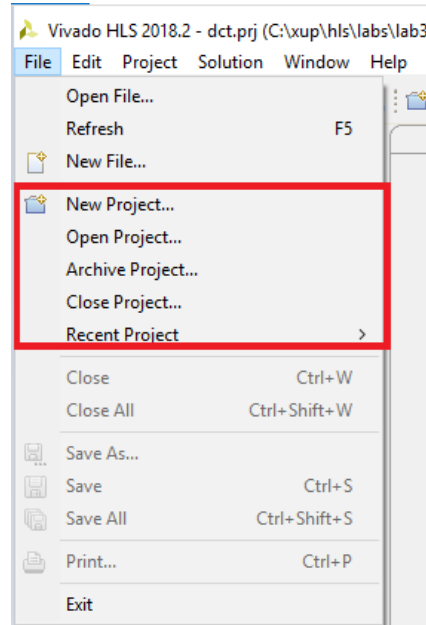 Vivado HLS 2018.2 - dct.prj (C:\xup\hls\labs\lab3
File Edit Project Solution Window Help
Open File...
Refresh F5
New File...
New Project...
Open Project...
Archive Project...
Close Project...
Recent Project >
Close Ctrl+W
Close All Ctrl+Shift+W
Save As...
Save Ctrl+S
Save All Ctrl+Shift+S
Print... Ctrl+P
Exit